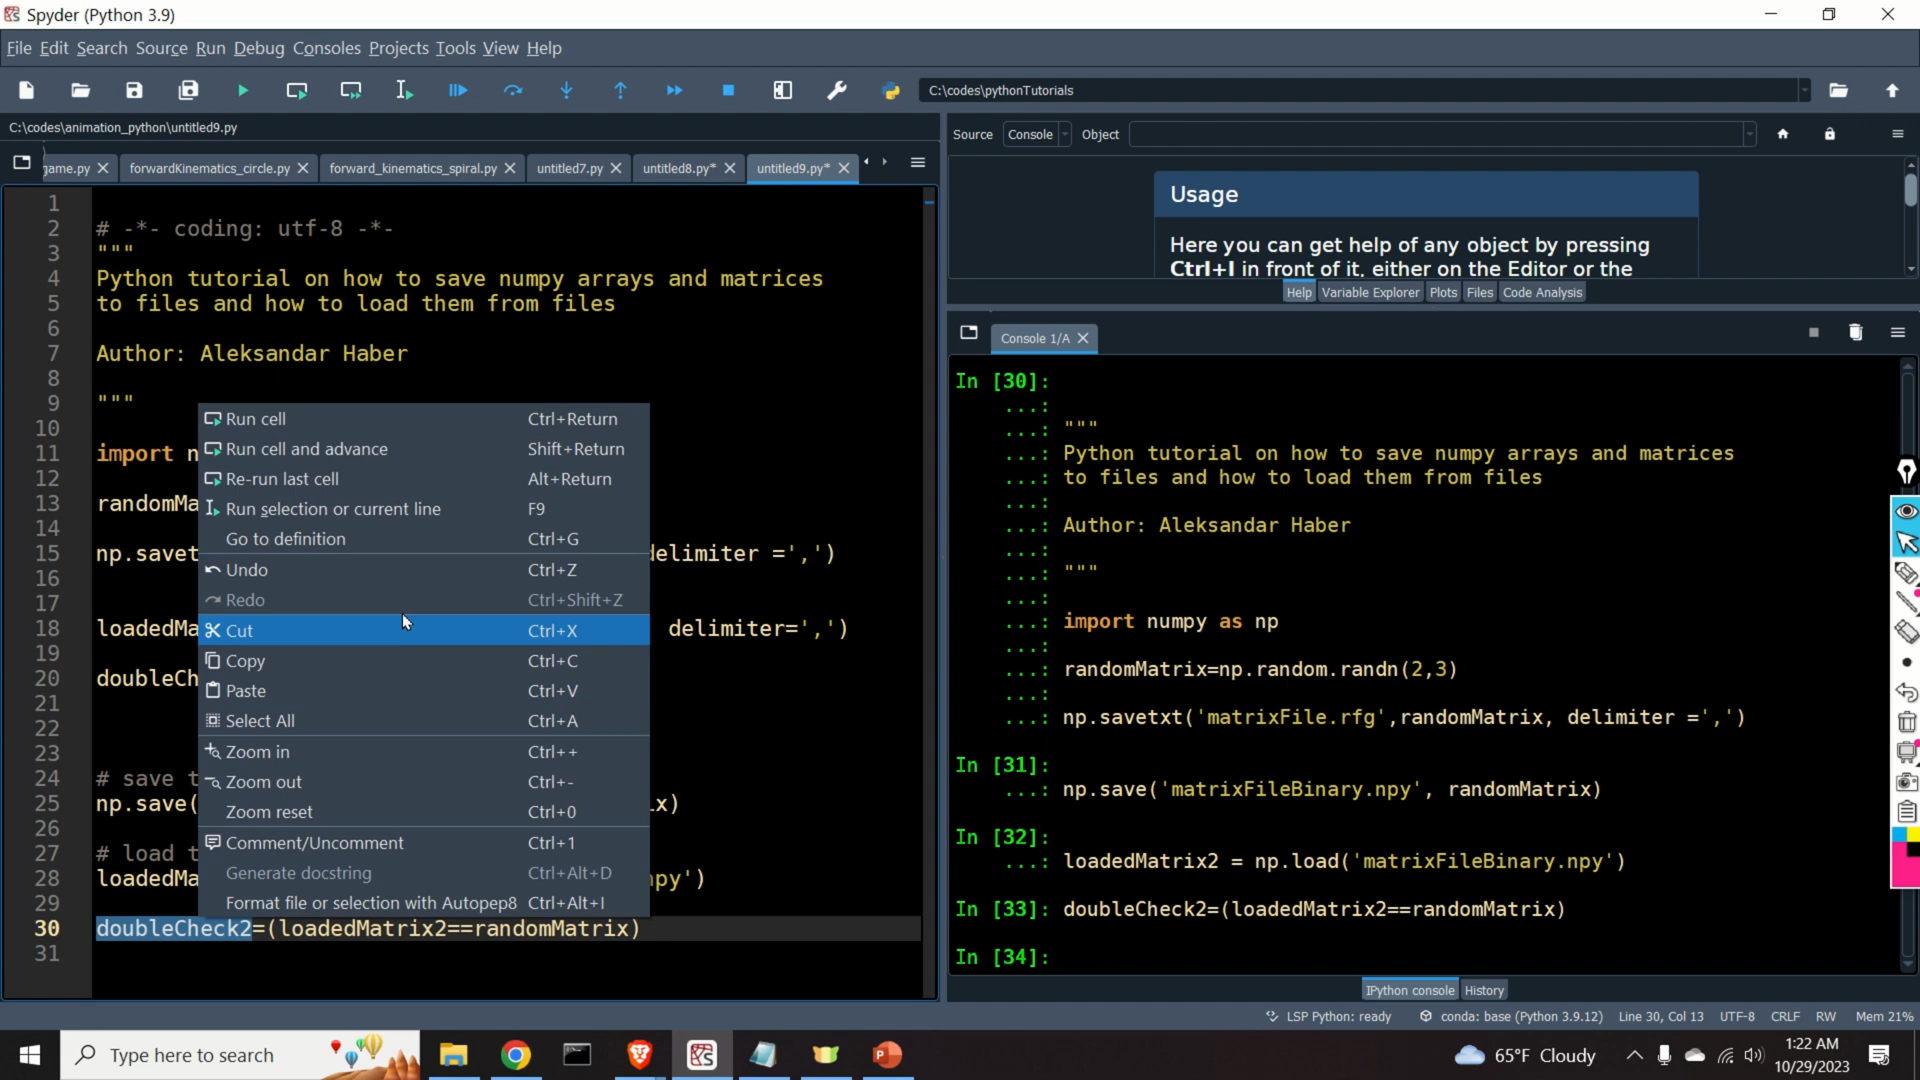 Spyder (Python 3.9)
File Edit Search Source Run Debug Consoles Projects Tools View Help
C:\codes\pythonTutorials
C:\codes\animation_python\untitled9.py
game.py forwardKinematics_circle.py forward_kinematics_spiral.py untitled7.py untitled8.py* untitled9.py*
1
2 # -*- coding: utf-8 -*-
3 """
4 Python tutorial on how to save numpy arrays and matrices
5 to files and how to load them from files
6
7 Author: Aleksandar Haber
8
9 """
10
11 import n
12
13 randomMa
14
15 np.savet delimiter =',')
16
17
18 loadedMa delimiter=',')
19
20 doubleCh
21
22
23
24 # save t
25 np.save( x)
26
27 # load t
28 loadedMa npy')
29
30 doubleCheck2=(loadedMatrix2==randomMatrix)
31
Run cell Ctrl+Return
Run cell and advance Shift+Return
Re-run last cell Alt+Return
Run selection or current line F9
Go to definition Ctrl+G
Undo Ctrl+Z
Redo Ctrl+Shift+Z
Cut Ctrl+X
Copy Ctrl+C
Paste Ctrl+V
Select All Ctrl+A
Zoom in Ctrl++
Zoom out Ctrl+-
Zoom reset Ctrl+0
Comment/Uncomment Ctrl+1
Generate docstring Ctrl+Alt+D
Format file or selection with Autopep8 Ctrl+Alt+I
Source Console Object
Usage
Here you can get help of any object by pressing
Ctrl+I in front of it, either on the Editor or the
Help Variable Explorer Plots Files Code Analysis
Console 1/A
In [30]:
...:
...: """
...: Python tutorial on how to save numpy arrays and matrices
...: to files and how to load them from files
...:
...: Author: Aleksandar Haber
...:
...: """
...:
...: import numpy as np
...:
...: randomMatrix=np.random.randn(2,3)
...:
...: np.savetxt('matrixFile.rfg',randomMatrix, delimiter =',')
In [31]:
...: np.save('matrixFileBinary.npy', randomMatrix)
In [32]:
...: loadedMatrix2 = np.load('matrixFileBinary.npy')
In [33]: doubleCheck2=(loadedMatrix2==randomMatrix)
In [34]:
IPython console History
LSP Python: ready conda: base (Python 3.9.12) Line 30, Col 13 UTF-8 CRLF RW Mem 21%
Type here to search
65°F Cloudy
1:22 AM
10/29/2023